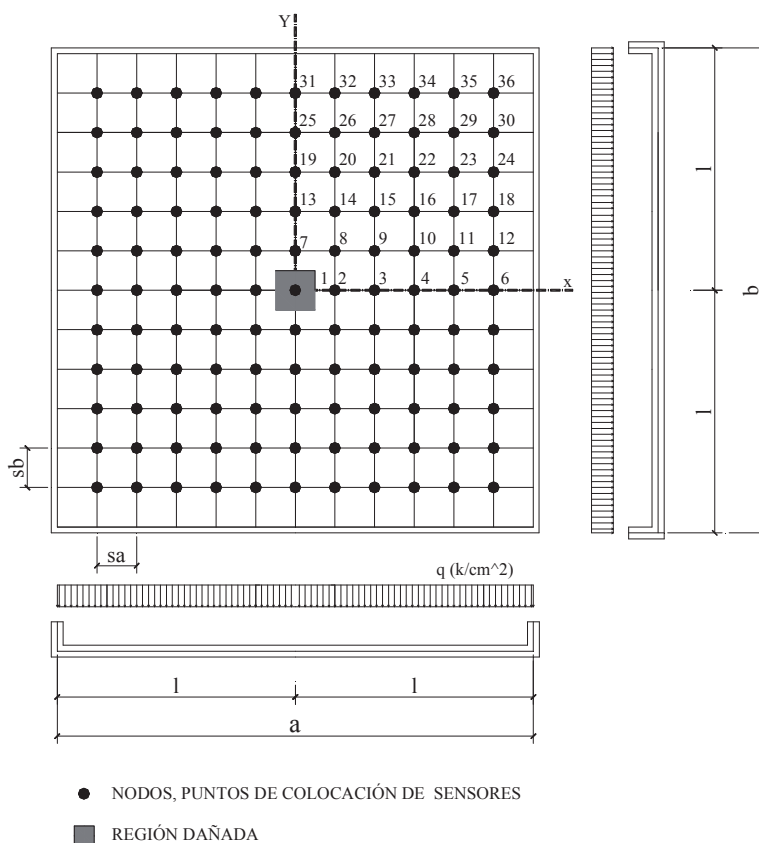 Y
31 32 33 34 35 36
25 26 27 28 29 30
19 20 21 22 23 24
13 14 15 16 17 18
7 8 9 10 11 12
1 2 3 4 5 6
x
l
b
l
sb
sa
q (k/cm^2)
l l
a
NODOS, PUNTOS DE COLOCACIÓN DE SENSORES
REGIÓN DAÑADA